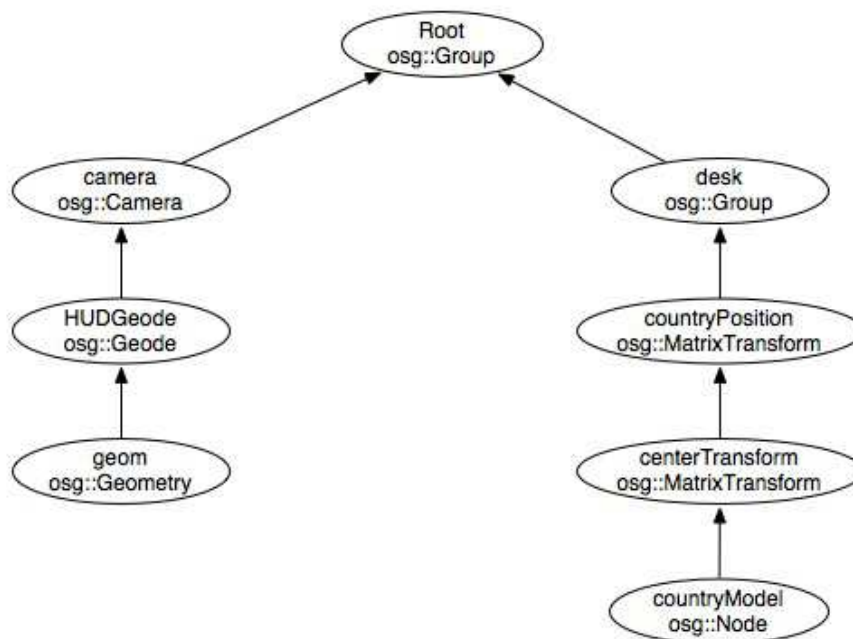 Root
osg::Group
camera
osg::Camera
desk
osg::Group
HUDGeode
osg::Geode
countryPosition
osg::MatrixTransform
geom
osg::Geometry
centerTransform
osg::MatrixTransform
countryModel
osg::Node